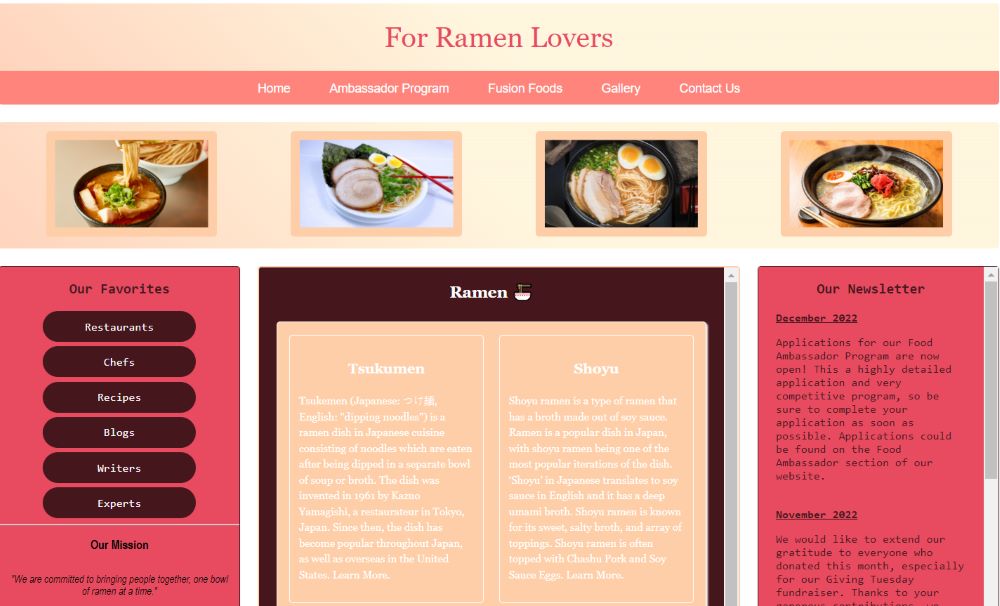 For Ramen Lovers
Home Ambassador Program Fusion Foods Gallery Contact Us
Our Favorites
Restaurants
Chefs
Recipes
Blogs
Writers
Experts
Our Mission
"We are committed to bringing people together, one bowl
of ramen at a time."
Ramen
Tsukumen
Tsukemen (Japanese: つけ麺,
English: "dipping noodles") is a
ramen dish in Japanese cuisine
consisting of noodles which are eaten
after being dipped in a separate bowl
of soup or broth. The dish was
invented in 1961 by Kazuo
Yamagishi, a restaurateur in Tokyo,
Japan. Since then, the dish has
become popular throughout Japan,
as well as overseas in the United
States. Learn More.
Shoyu
Shoyu ramen is a type of ramen that
has a broth made out of soy sauce.
Ramen is a popular dish in Japan,
with shoyu ramen being one of the
most popular iterations of the dish.
'Shoyu' in Japanese translates to soy
sauce in English and it has a deep
umami broth. Shoyu ramen is known
for its sweet, salty broth, and array of
toppings. Shoyu ramen is often
topped with Chashu Pork and Soy
Sauce Eggs. Learn More.
Our Newsletter
December 2022
Applications for our Food
Ambassador Program are now
open! This a highly detailed
application and very
competitive program, so be
sure to complete your
application as soon as
possible. Applications could
be found on the Food
Ambassador section of our
website.
November 2022
We would like to extend our
gratitude to everyone who
donated this month, especially
for our Giving Tuesday
fundraiser. Thanks to your
generous contributions, we